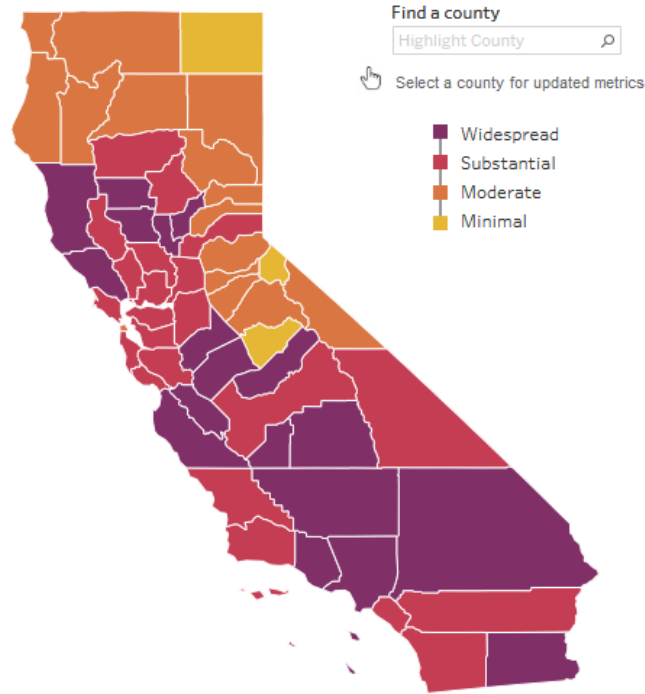 Find a county
Highlight County
Select a county for updated metrics
Widespread
Substantial
Moderate
Minimal